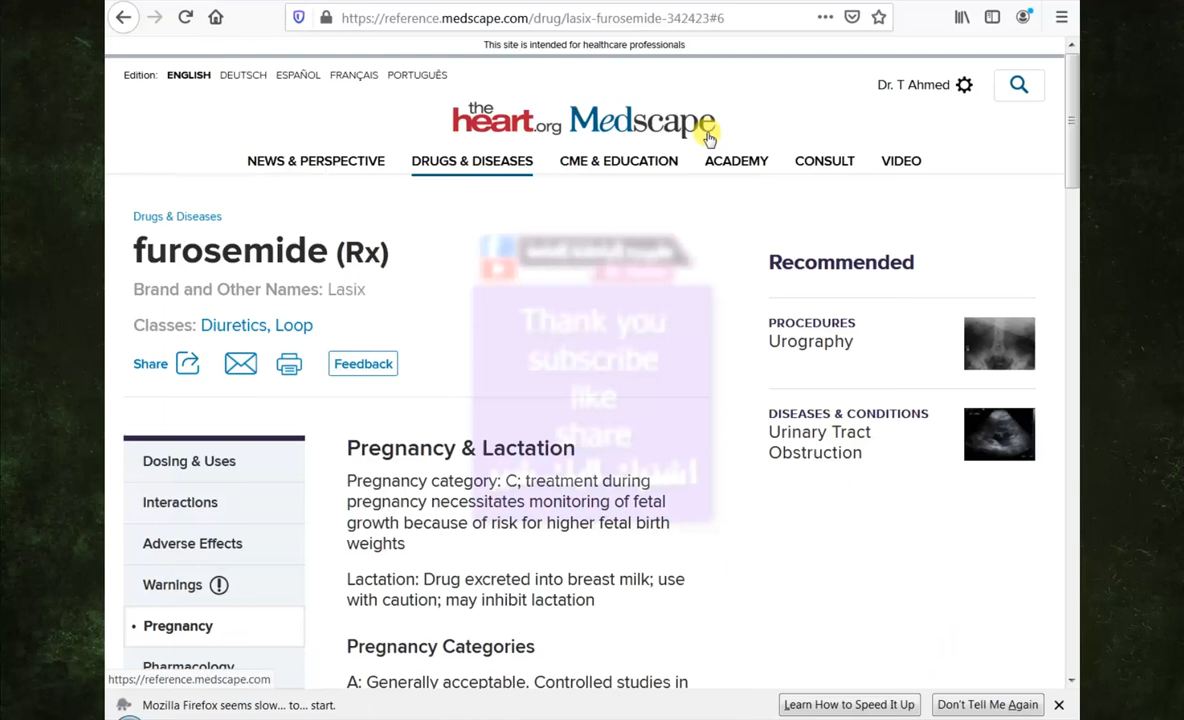 https://reference.medscape.com/drug/lasix-furosemide-342423#6
This site is intended for healthcare professionals
Edition: ENGLISH DEUTSCH ESPAÑOL FRANÇAIS PORTUGUÊS
Dr. T Ahmed
the heart.org Medscape
NEWS & PERSPECTIVE DRUGS & DISEASES CME & EDUCATION ACADEMY CONSULT VIDEO
Drugs & Diseases
furosemide (Rx)
Brand and Other Names: Lasix
Classes: Diuretics, Loop
Share Feedback
Thank you
subscribe
like
share
Recommended
PROCEDURES
Urography
DISEASES & CONDITIONS
Urinary Tract
Obstruction
Dosing & Uses
Interactions
Adverse Effects
Warnings
• Pregnancy
Pharmacology
Pregnancy & Lactation
Pregnancy category: C; treatment during
pregnancy necessitates monitoring of fetal
growth because of risk for higher fetal birth
weights
Lactation: Drug excreted into breast milk; use
with caution; may inhibit lactation
Pregnancy Categories
A: Generally acceptable. Controlled studies in
https://reference.medscape.com
Mozilla Firefox seems slow... to... start.
Learn How to Speed It Up Don't Tell Me Again